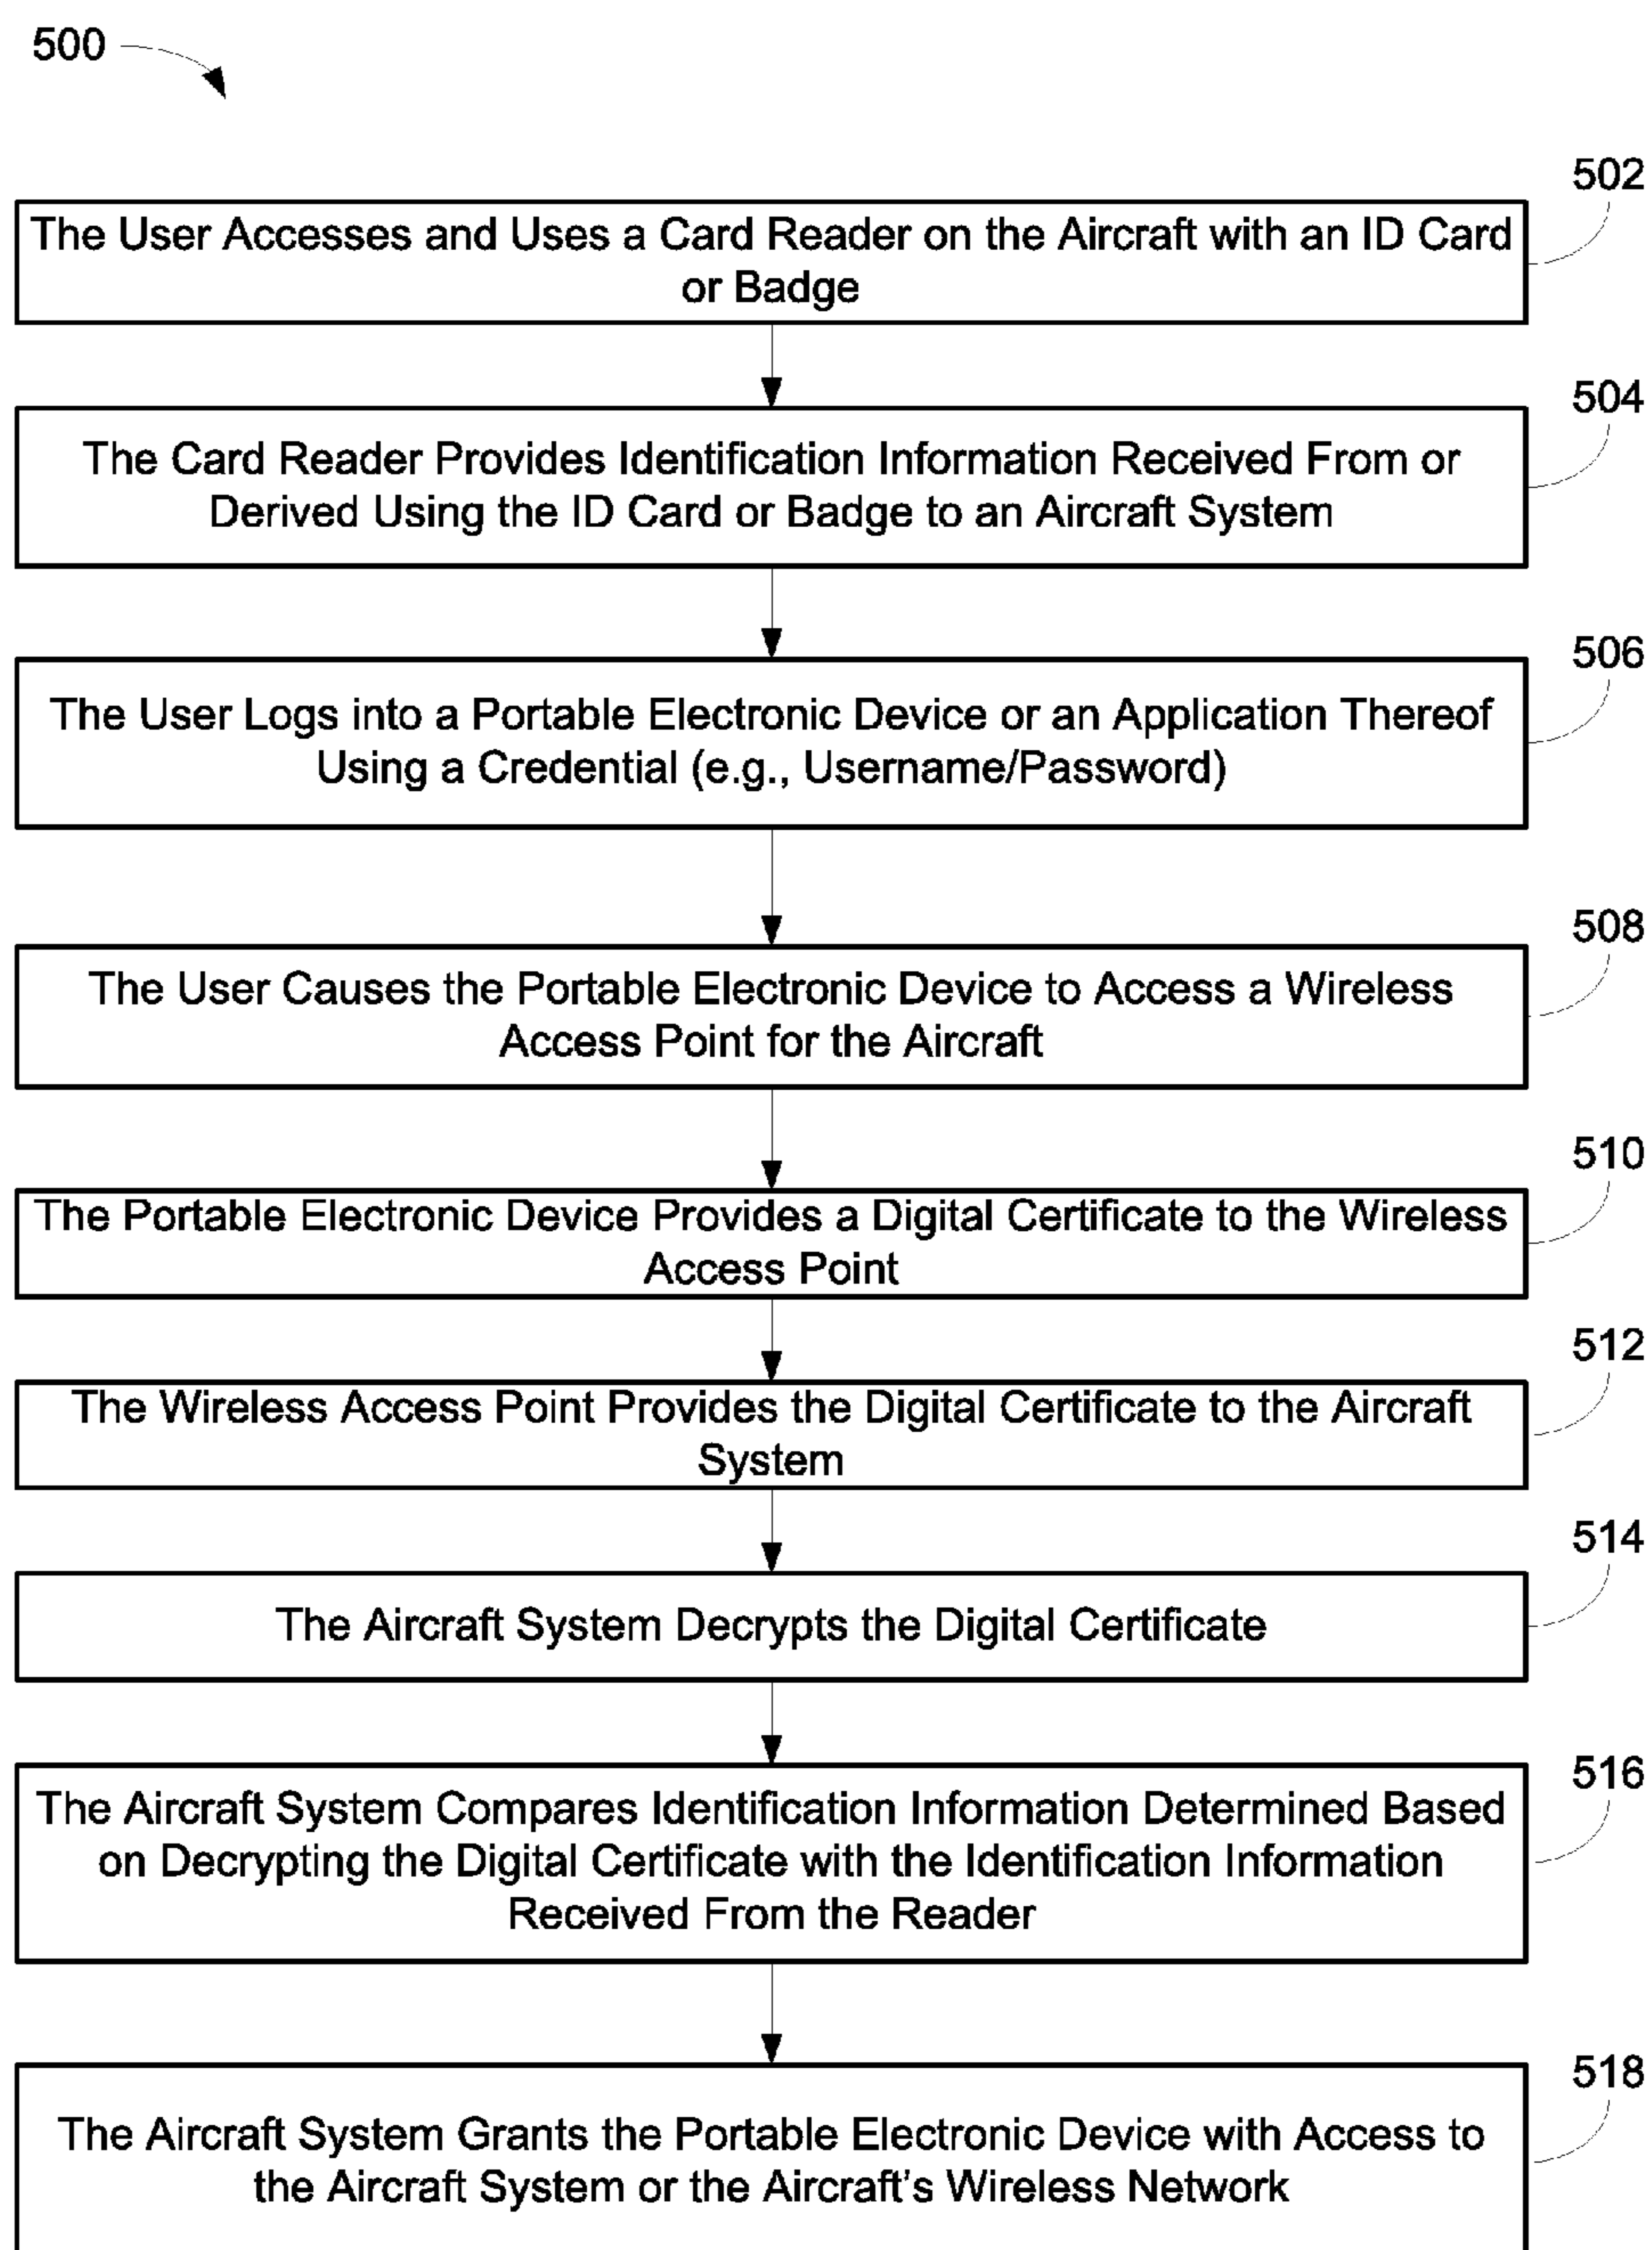 500
502
The User Accesses and Uses a Card Reader on the Aircraft with an ID Card
or Badge
504
The Card Reader Provides Identification Information Received From or
Derived Using the ID Card or Badge to an Aircraft System
506
The User Logs into a Portable Electronic Device or an Application Thereof
Using a Credential (e.g., Username/Password)
508
The User Causes the Portable Electronic Device to Access a Wireless
Access Point for the Aircraft
510
The Portable Electronic Device Provides a Digital Certificate to the Wireless
Access Point
512
The Wireless Access Point Provides the Digital Certificate to the Aircraft
System
514
The Aircraft System Decrypts the Digital Certificate
516
The Aircraft System Compares Identification Information Determined Based
on Decrypting the Digital Certificate with the Identification Information
Received From the Reader
518
The Aircraft System Grants the Portable Electronic Device with Access to
the Aircraft System or the Aircraft's Wireless Network